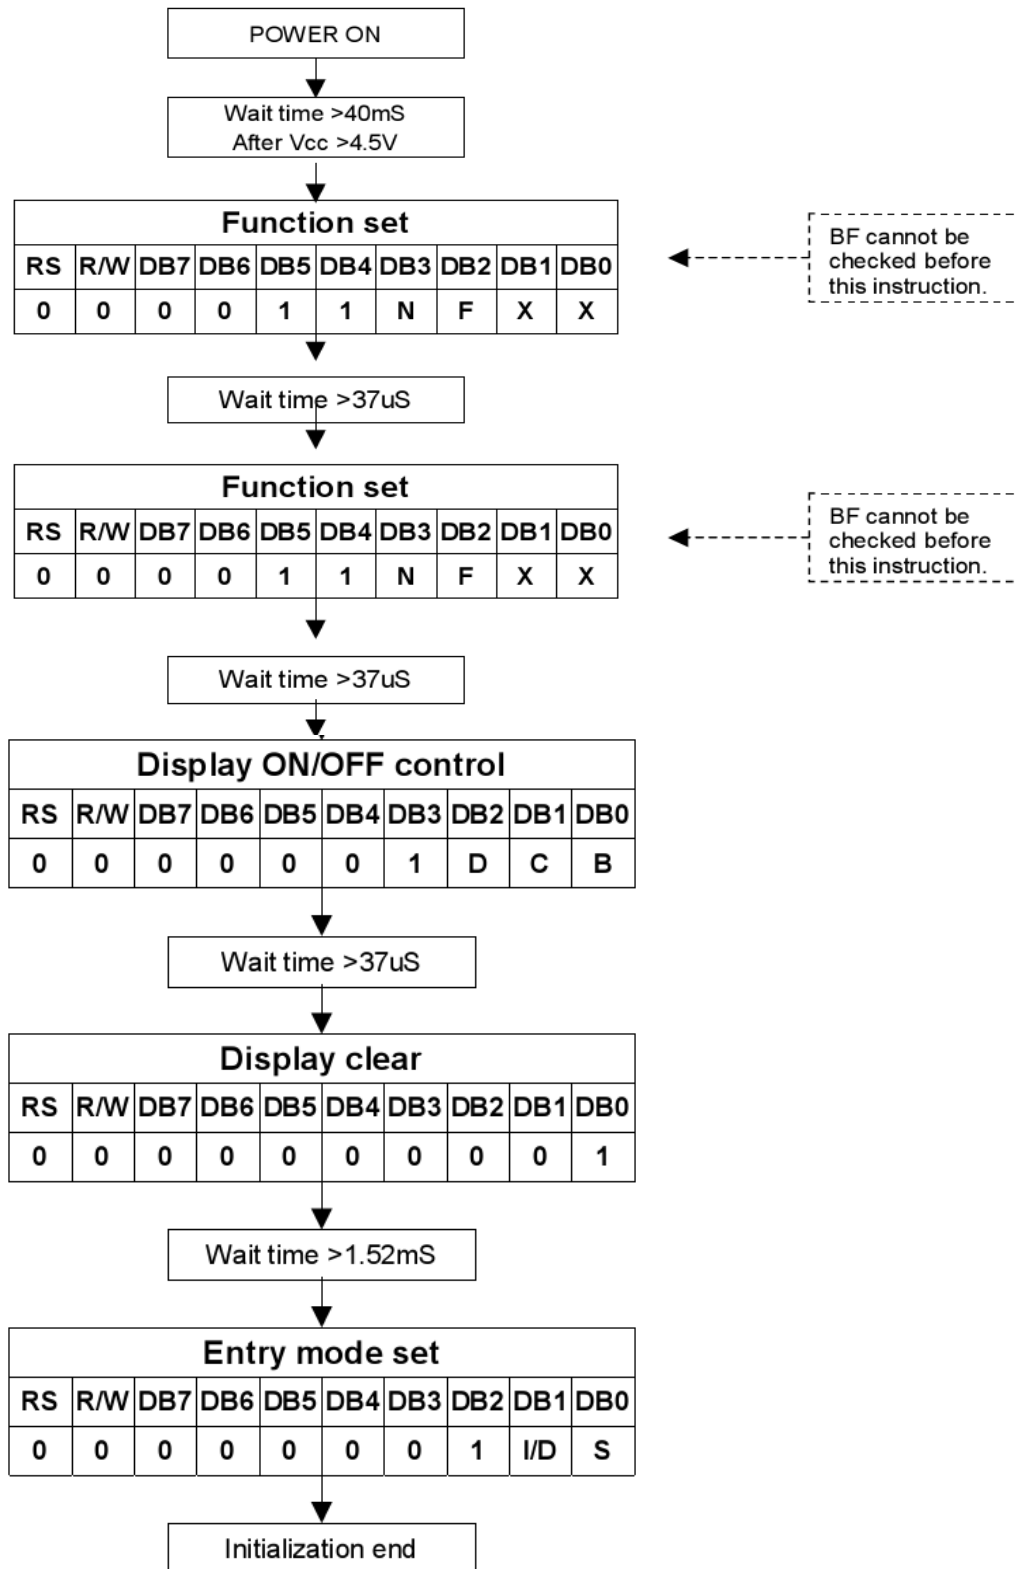 POWER ON
Wait time >40mS
After Vcc >4.5V
Function set
RS R/W DB7 DB6 DB5 DB4 DB3 DB2 DB1 DB0
0 0 0 0 1 1 N F X X
BF cannot be
checked before
this instruction.
Wait time >37uS
Function set
RS R/W DB7 DB6 DB5 DB4 DB3 DB2 DB1 DB0
0 0 0 0 1 1 N F X X
BF cannot be
checked before
this instruction.
Wait time >37uS
Display ON/OFF control
RS R/W DB7 DB6 DB5 DB4 DB3 DB2 DB1 DB0
0 0 0 0 0 0 1 D C B
Wait time >37uS
Display clear
RS R/W DB7 DB6 DB5 DB4 DB3 DB2 DB1 DB0
0 0 0 0 0 0 0 0 0 1
Wait time >1.52mS
Entry mode set
RS R/W DB7 DB6 DB5 DB4 DB3 DB2 DB1 DB0
0 0 0 0 0 0 0 1 I/D S
Initialization end